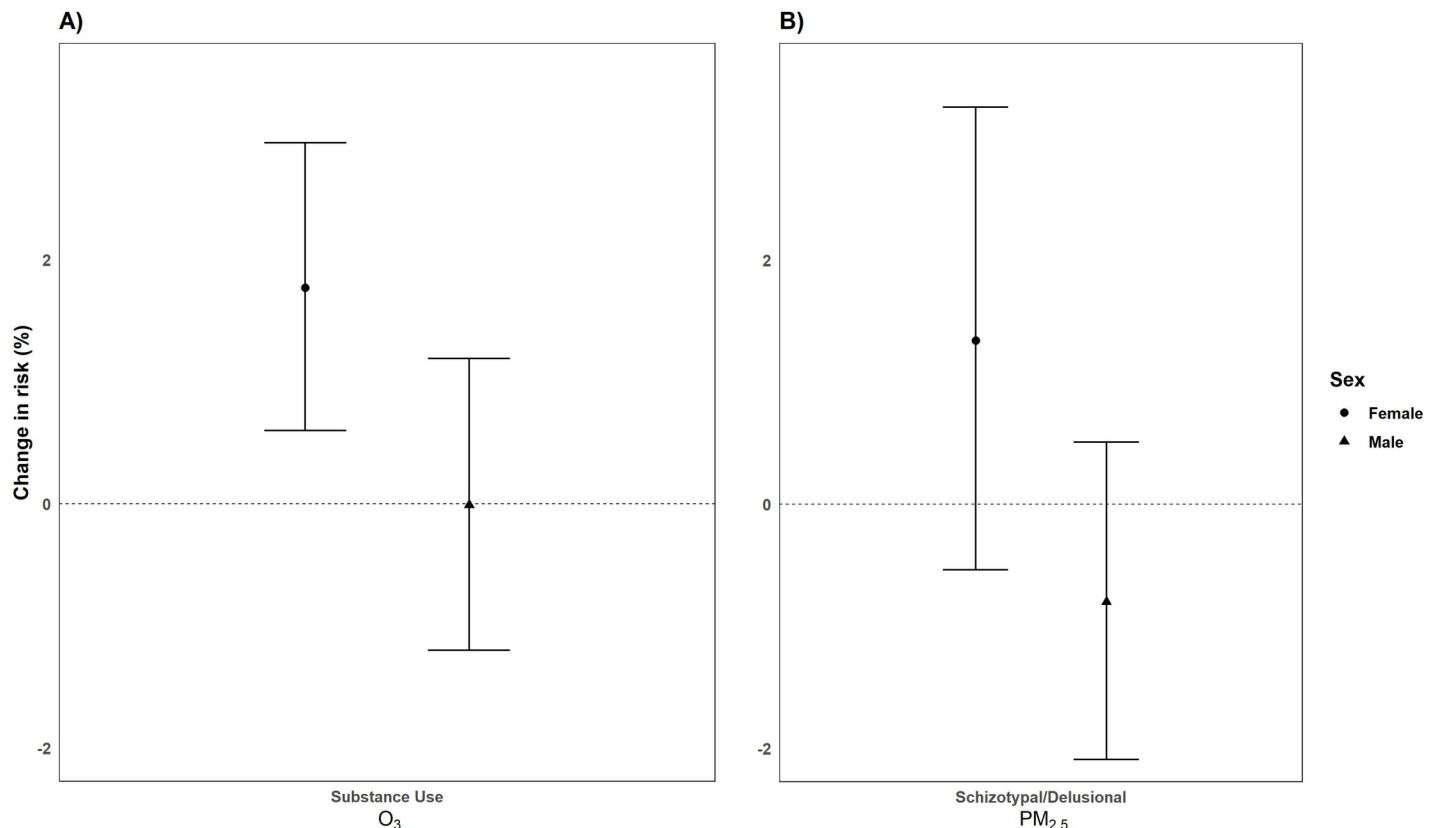 A)
Change in risk (%)
2
0
-2
Substance Use
O₃
B)
2
0
-2
Schizotypal/Delusional
PM₂.₅
Sex
Female
Male